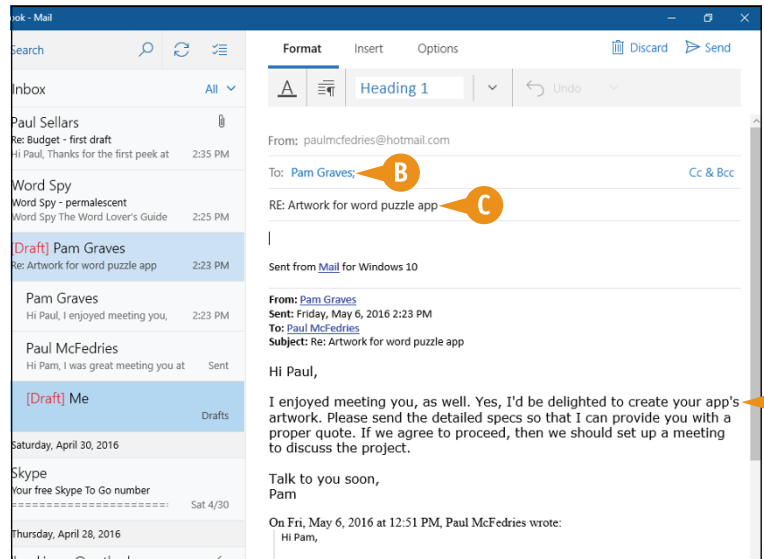 ook - Mail
Search
Format Insert Options Discard Send
Inbox All
A Heading 1 Undo
Paul Sellars
Re: Budget - first draft
Hi Paul, Thanks for the first peek at 2:35 PM
Word Spy
Word Spy - permalescent
Word Spy The Word Lover's Guide 2:25 PM
[Draft] Pam Graves
Re: Artwork for word puzzle app 2:23 PM
Pam Graves
Hi Paul, I enjoyed meeting you, 2:23 PM
Paul McFedries
Hi Pam, I was great meeting you at Sent
[Draft] Me
Drafts
Saturday, April 30, 2016
Skype
Your free Skype To Go number
===================== Sat 4/30
Thursday, April 28, 2016
From: paulmcfedries@hotmail.com
To: Pam Graves; B Cc & Bcc
RE: Artwork for word puzzle app C
Sent from Mail for Windows 10
From: Pam Graves
Sent: Friday, May 6, 2016 2:23 PM
To: Paul McFedries
Subject: Re: Artwork for word puzzle app
Hi Paul,
I enjoyed meeting you, as well. Yes, I'd be delighted to create your app's
artwork. Please send the detailed specs so that I can provide you with a
proper quote. If we agree to proceed, then we should set up a meeting
to discuss the project.
Talk to you soon,
Pam
On Fri, May 6, 2016 at 12:51 PM, Paul McFedries wrote:
Hi Pam,